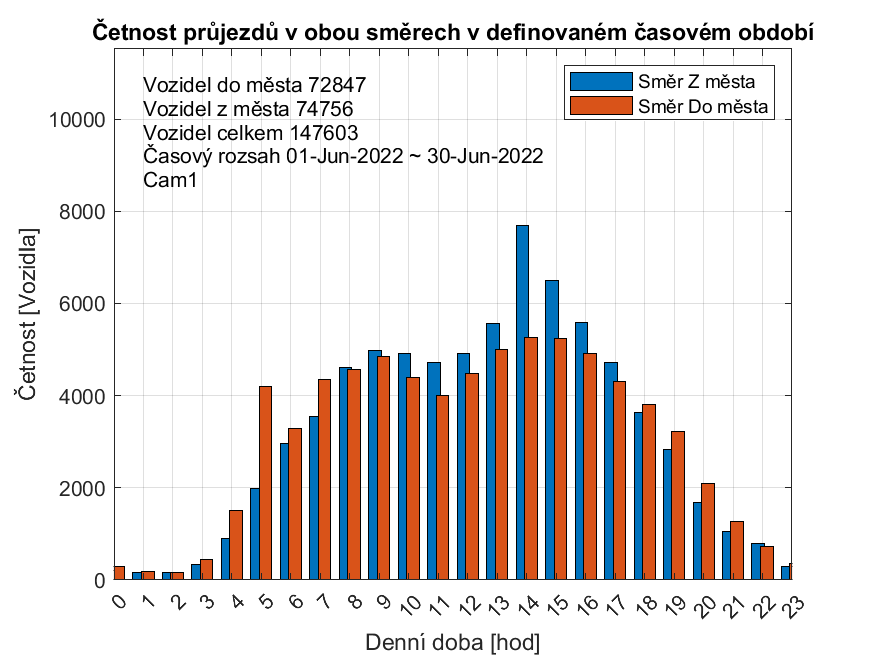 Četnost průjezdů v obou směrech v definovaném časovém období
Vozidel do města 72847
Vozidel z města 74756
Vozidel celkem 147603
Časový rozsah 01-Jun-2022 ~ 30-Jun-2022
Cam1
Směr Z města
Směr Do města
Četnost [Vozidla]
10000
8000
6000
4000
2000
0
0 1 2 3 4 5 6 7 8 9 10 11 12 13 14 15 16 17 18 19 20 21 22 23
Denní doba [hod]